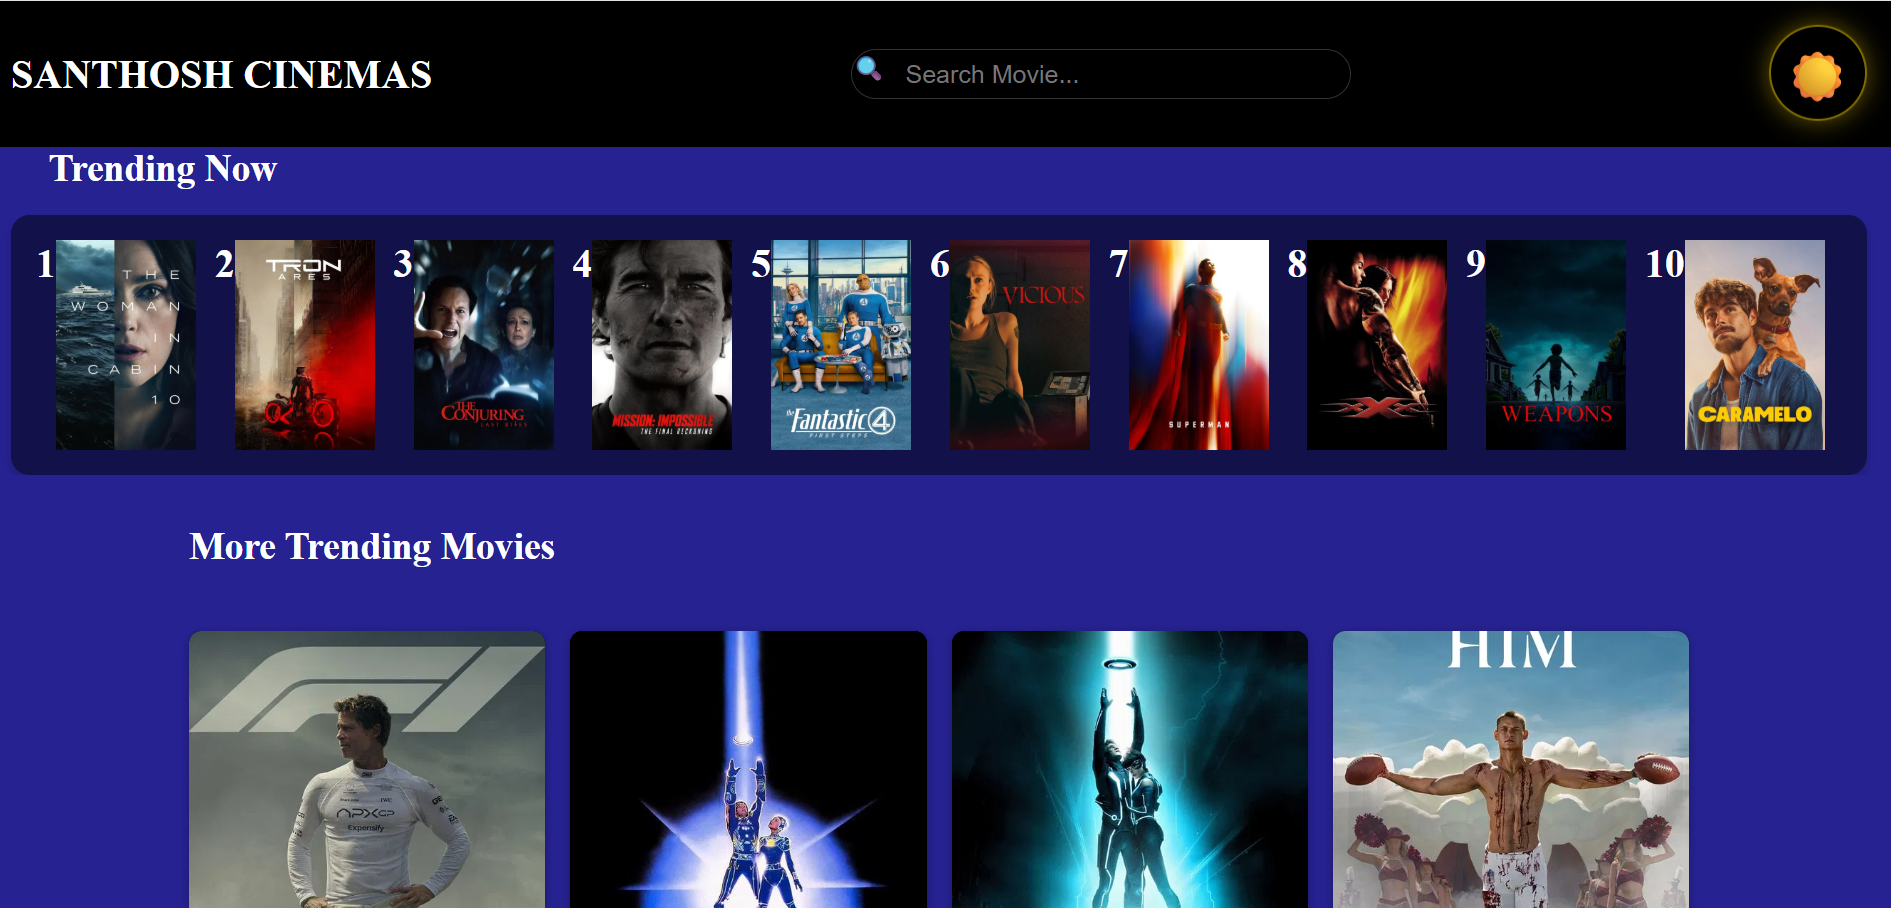 SANTHOSH CINEMAS
Search Movie...
Trending Now
1
THE
WOMAN
IN
CABIN
10
2
TRON
ARES
3
THE
CONJURING
LAST RITES
4
MISSION: IMPOSSIBLE
THE FINAL RECKONING
5
the Fantastic 4
FIRST STEPS
6
VICIOUS
7
SUPERMAN
8
XXX
9
WEAPONS
10
CARAMELO
More Trending Movies
F1
APXGP
Expensify
HIM